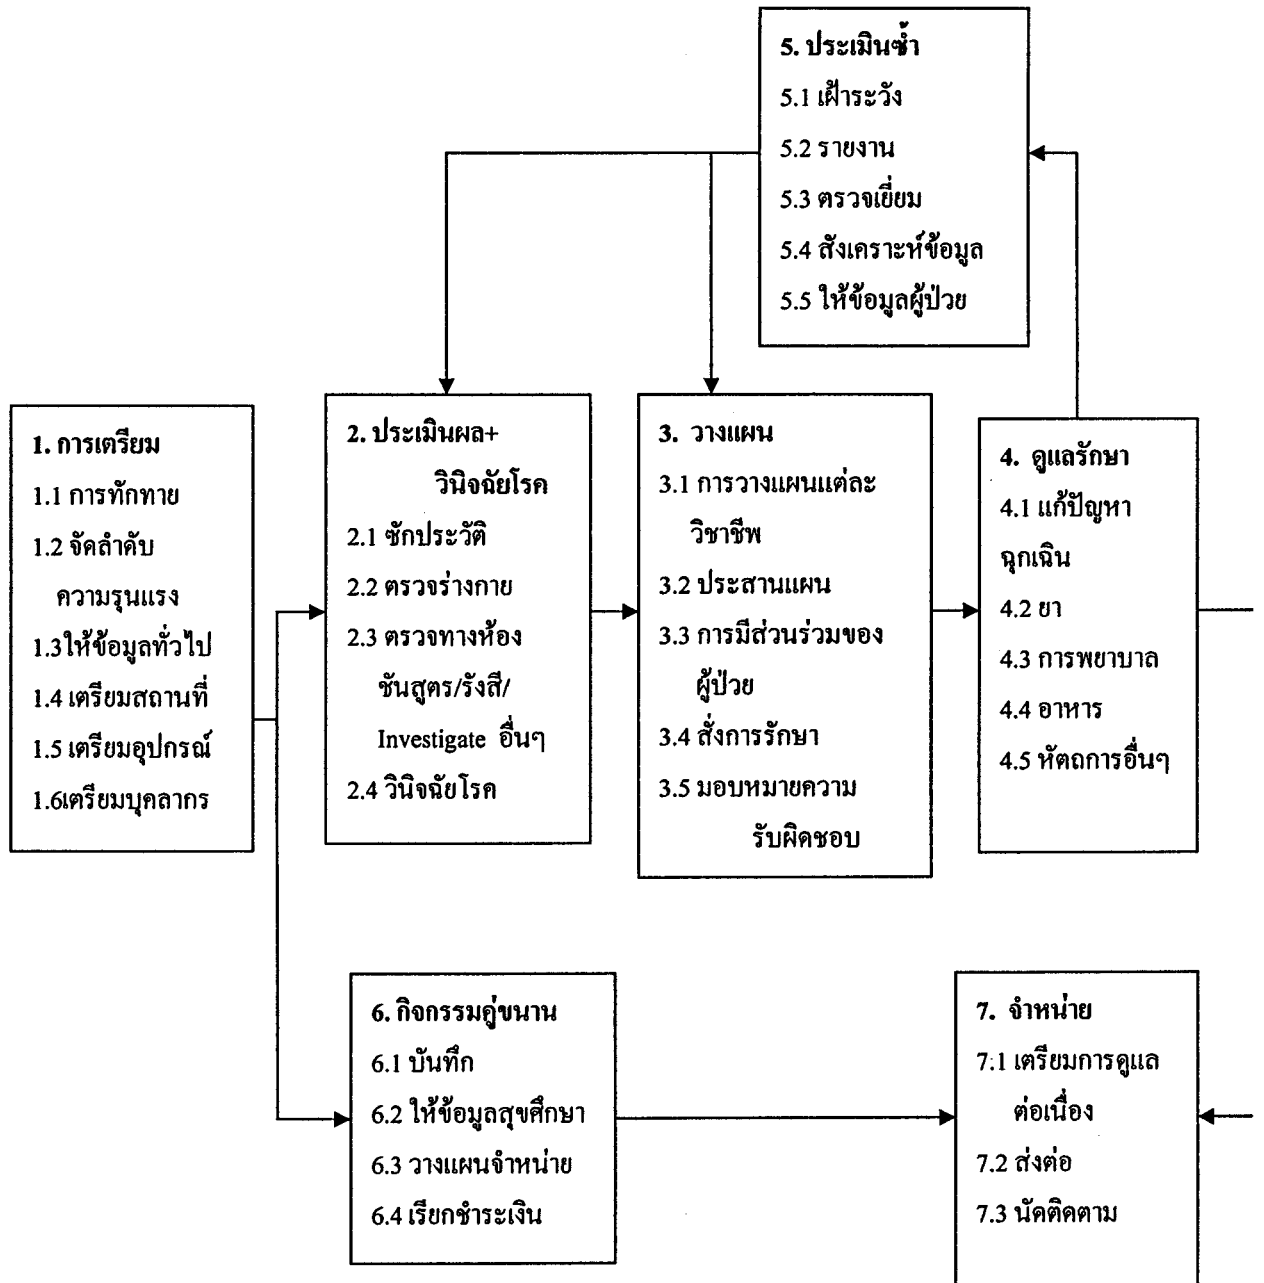 5. ประเมินซ้ำ
5.1 เฝ้าระวัง
5.2 รายงาน
5.3 ตรวจเยี่ยม
5.4 สังเคราะห์ข้อมูล
5.5 ให้ข้อมูลผู้ป่วย
1. การเตรียม
1.1 การทักทาย
1.2 จัดลำดับ
ความรุนแรง
1.3ให้ข้อมูลทั่วไป
1.4 เตรียมสถานที่
1.5 เตรียมอุปกรณ์
1.6เตรียมบุคลากร
2. ประเมินผล+
วินิจฉัยโรค
2.1 ซักประวัติ
2.2 ตรวจร่างกาย
2.3 ตรวจทางห้อง
ชันสูตร/รังสี/
Investigate อื่นๆ
2.4 วินิจฉัยโรค
3. วางแผน
3.1 การวางแผนแต่ละ
วิชาชีพ
3.2 ประสานแผน
3.3 การมีส่วนร่วมของ
ผู้ป่วย
3.4 สั่งการรักษา
3.5 มอบหมายความ
รับผิดชอบ
4. ดูแลรักษา
4.1 แก้ปัญหา
ฉุกเฉิน
4.2 ยา
4.3 การพยาบาล
4.4 อาหาร
4.5 หัตถการอื่นๆ
6. กิจกรรมคู่ขนาน
6.1 บันทึก
6.2 ให้ข้อมูลสุขศึกษา
6.3 วางแผนจำหน่าย
6.4 เรียกชำระเงิน
7. จำหน่าย
7.1 เตรียมการดูแล
ต่อเนื่อง
7.2 ส่งต่อ
7.3 นัดติดตาม